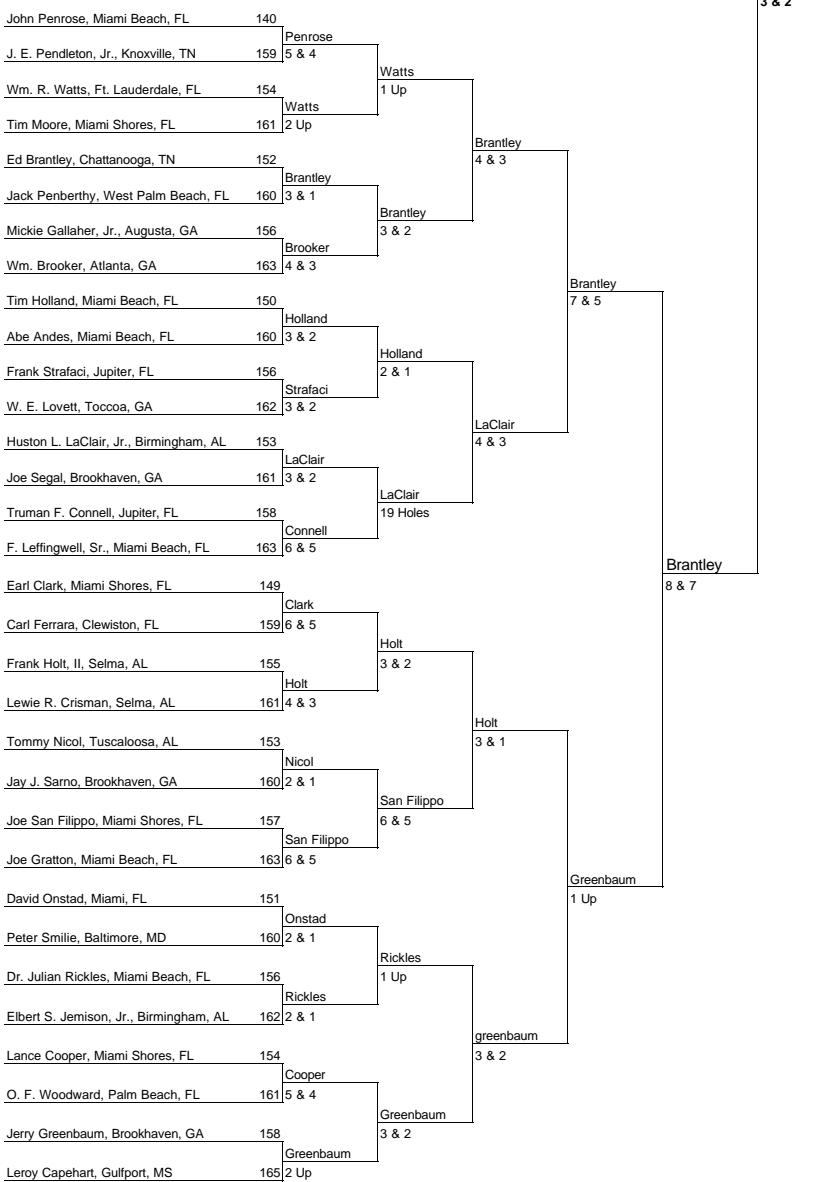 3 & 2
John Penrose, Miami Beach, FL 140
Penrose
J. E. Pendleton, Jr., Knoxville, TN 159 5 & 4
Watts
Wm. R. Watts, Ft. Lauderdale, FL 154 1 Up
Watts
Tim Moore, Miami Shores, FL 161 2 Up
Brantley
Ed Brantley, Chattanooga, TN 152 4 & 3
Brantley
Jack Penberthy, West Palm Beach, FL 160 3 & 1
Brantley
Mickie Gallaher, Jr., Augusta, GA 156 3 & 2
Brooker
Wm. Brooker, Atlanta, GA 163 4 & 3
Brantley
Tim Holland, Miami Beach, FL 150 7 & 5
Holland
Abe Andes, Miami Beach, FL 160 3 & 2
Holland
Frank Strafaci, Jupiter, FL 156 2 & 1
Strafaci
W. E. Lovett, Toccoa, GA 162 3 & 2
LaClair
Huston L. LaClair, Jr., Birmingham, AL 153 4 & 3
LaClair
Joe Segal, Brookhaven, GA 161 3 & 2
LaClair
Truman F. Connell, Jupiter, FL 158 19 Holes
Connell
F. Leffingwell, Sr., Miami Beach, FL 163 6 & 5
Brantley
Earl Clark, Miami Shores, FL 149 8 & 7
Clark
Carl Ferrara, Clewiston, FL 159 6 & 5
Holt
Frank Holt, II, Selma, AL 155 3 & 2
Holt
Lewie R. Crisman, Selma, AL 161 4 & 3
Holt
Tommy Nicol, Tuscaloosa, AL 153 3 & 1
Nicol
Jay J. Sarno, Brookhaven, GA 160 2 & 1
San Filippo
Joe San Filippo, Miami Shores, FL 157 6 & 5
San Filippo
Joe Gratton, Miami Beach, FL 163 6 & 5
Greenbaum
David Onstad, Miami, FL 151 1 Up
Onstad
Peter Smilie, Baltimore, MD 160 2 & 1
Rickles
Dr. Julian Rickles, Miami Beach, FL 156 1 Up
Rickles
Elbert S. Jemison, Jr., Birmingham, AL 162 2 & 1
greenbaum
Lance Cooper, Miami Shores, FL 154 3 & 2
Cooper
O. F. Woodward, Palm Beach, FL 161 5 & 4
Greenbaum
Jerry Greenbaum, Brookhaven, GA 158 3 & 2
Greenbaum
Leroy Capehart, Gulfport, MS 165 2 Up